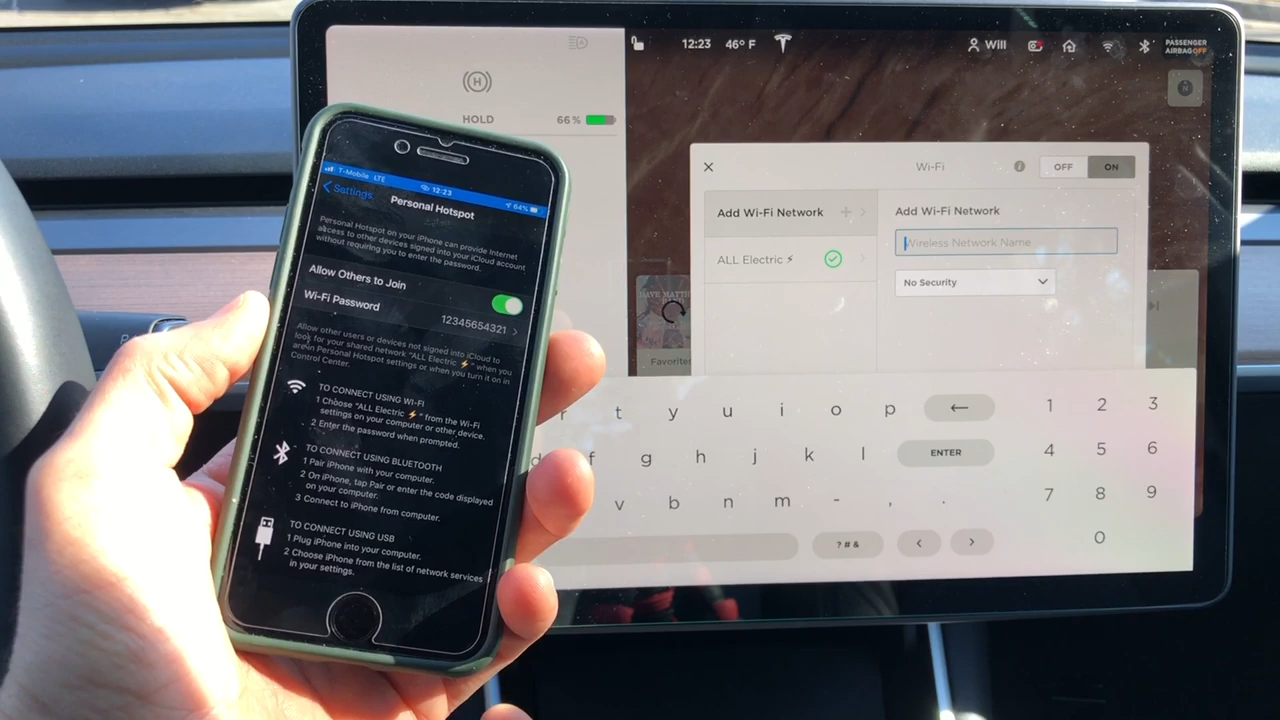 T-Mobile LTE
12:23
64%
Settings
Personal Hotspot
Personal Hotspot on your iPhone can provide Internet
access to other devices signed into your iCloud account
without requiring you to enter the password.
Allow Others to Join
Wi-Fi Password
12345654321
Allow other users or devices not signed into iCloud to
look for your shared network "ALL Electric ⚡" when you
are in Personal Hotspot settings or when you turn it on in
Control Center.
TO CONNECT USING WI-FI
1 Choose "ALL Electric ⚡" from the Wi-Fi
settings on your computer or other device.
2 Enter the password when prompted.
TO CONNECT USING BLUETOOTH
1 Pair iPhone with your computer.
2 On iPhone, tap Pair or enter the code displayed
on your computer.
3 Connect to iPhone from computer.
TO CONNECT USING USB
1 Plug iPhone into your computer.
2 Choose iPhone from the list of network services
in your settings.
12:23 46° F
Will
PASSENGER
AIRBAG OFF
N
H
HOLD
66 %
Wi-Fi
OFF ON
Add Wi-Fi Network
ALL Electric ⚡
Add Wi-Fi Network
Wireless Network Name
No Security
DAVE MATTH
Favorites
r t y u i o p 1 2 3
d f g h j k l ENTER 4 5 6
v b n m - , . 7 8 9
? # & < > 0